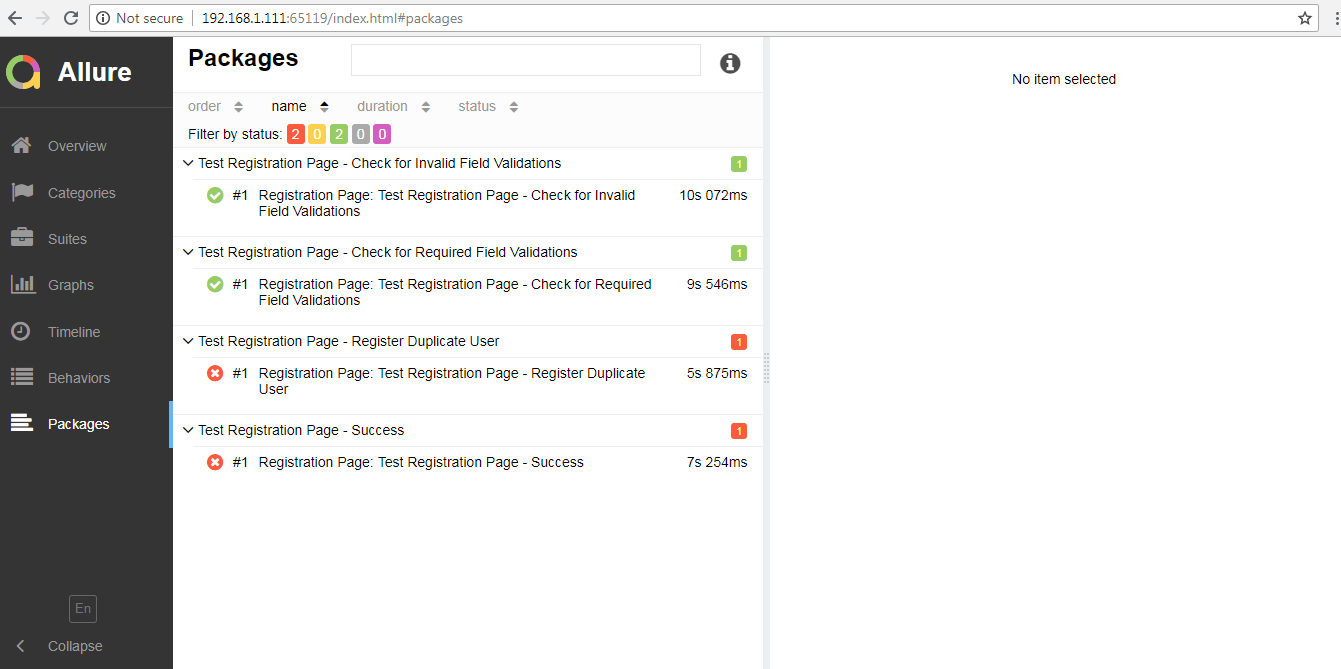 Not secure 192.168.1.111:65119/index.html#packages
Allure
Overview
Categories
Suites
Graphs
Timeline
Behaviors
Packages
En
Collapse
Packages
order name duration status
Filter by status: 2 0 2 0 0
Test Registration Page - Check for Invalid Field Validations 1
#1 Registration Page: Test Registration Page - Check for Invalid 10s 072ms
Field Validations
Test Registration Page - Check for Required Field Validations 1
#1 Registration Page: Test Registration Page - Check for Required 9s 546ms
Field Validations
Test Registration Page - Register Duplicate User 1
#1 Registration Page: Test Registration Page - Register Duplicate 5s 875ms
User
Test Registration Page - Success 1
#1 Registration Page: Test Registration Page - Success 7s 254ms
No item selected